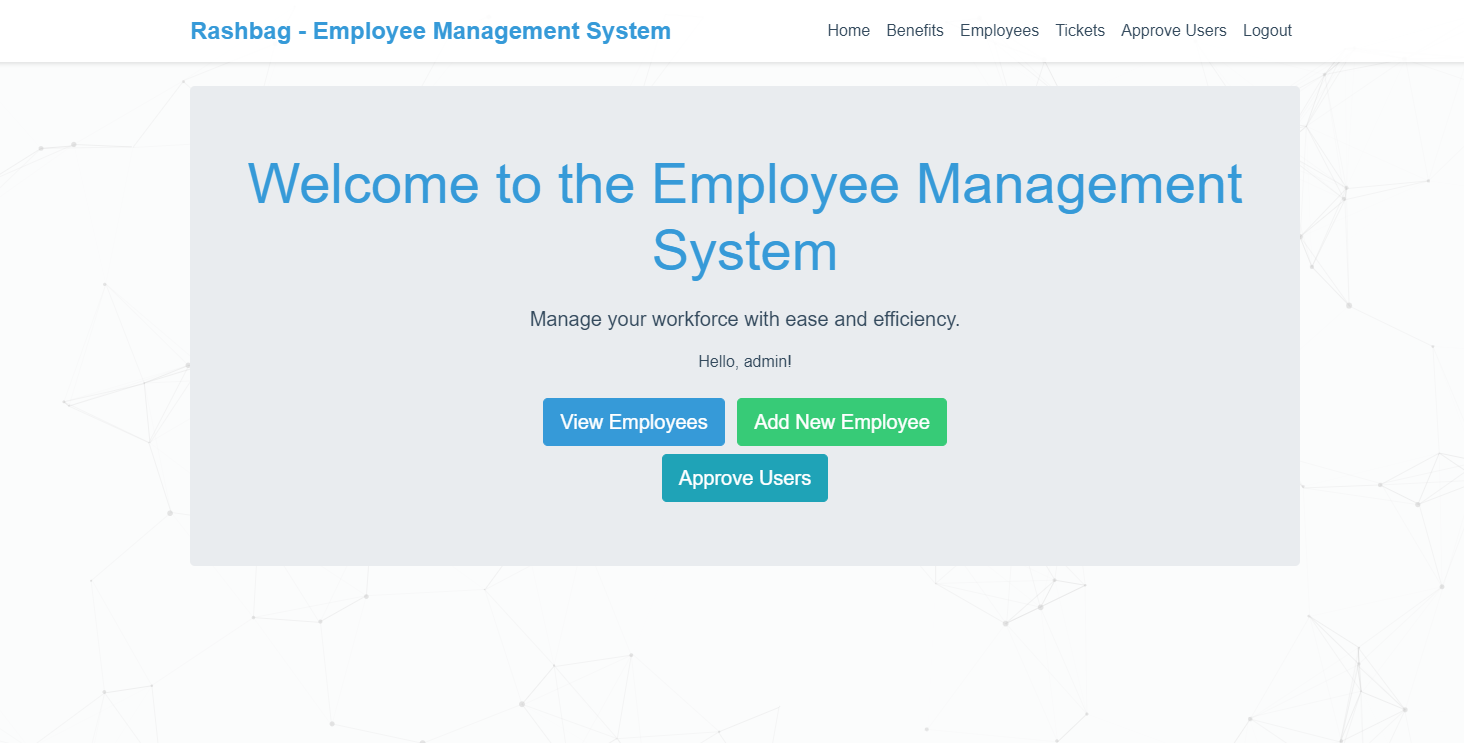 Rashbag - Employee Management System
Home Benefits Employees Tickets Approve Users Logout
Welcome to the Employee Management
System
Manage your workforce with ease and efficiency.
Hello, admin!
View Employees Add New Employee
Approve Users